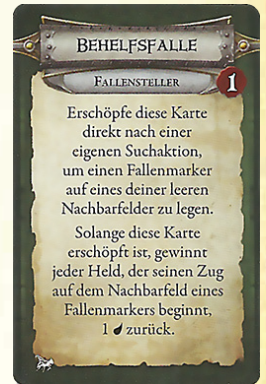 Behelfsfalle
Fallensteller
1
Erschöpfe diese Karte
direkt nach einer
eigenen Suchaktion,
um einen Fallenmarker
auf eines deiner leeren
Nachbarfelder zu legen.
Solange diese Karte
erschöpft ist, gewinnt
jeder Held, der seinen Zug
auf dem Nachbarfeld eines
Fallenmarkers beginnt,
1 zurück.